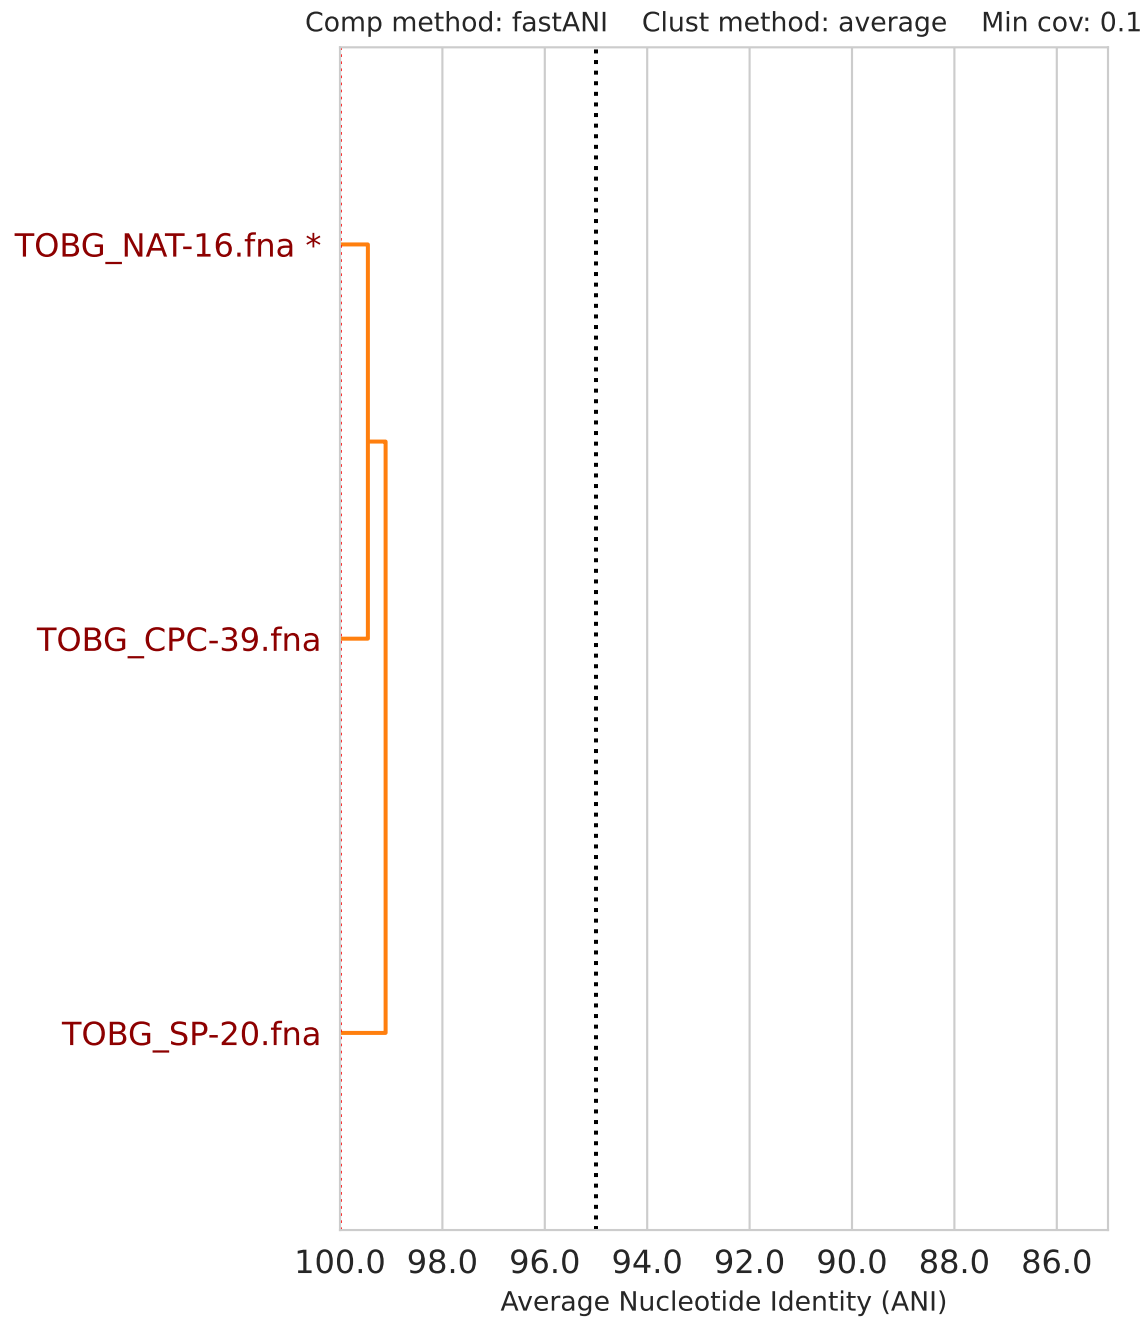 Comp method: fastANI    Clust method: average    Min cov: 0.1
TOBG_NAT-16.fna *
TOBG_CPC-39.fna
TOBG_SP-20.fna
100.0 98.0 96.0 94.0 92.0 90.0 88.0 86.0
Average Nucleotide Identity (ANI)